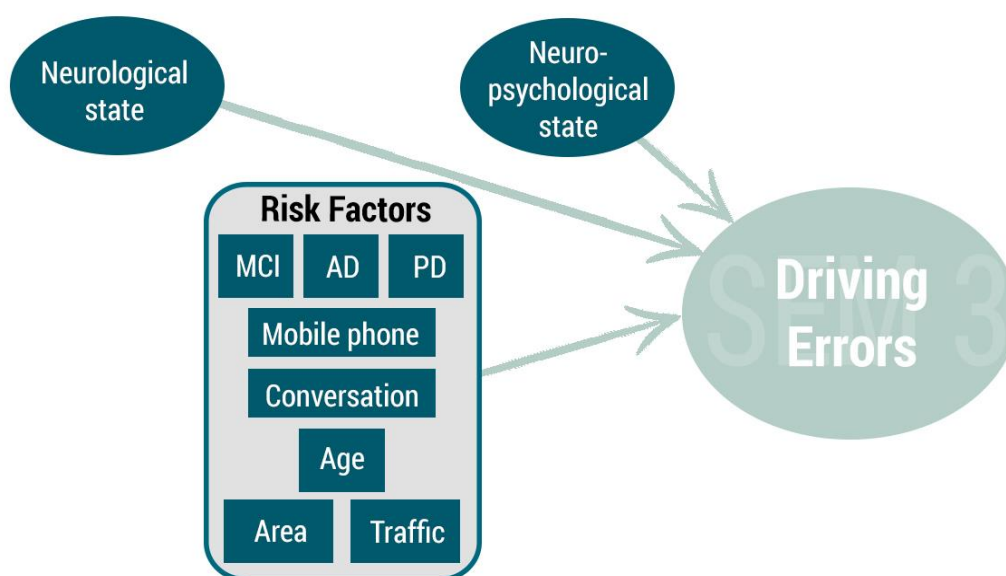 Neurological
state
Neuro-
psychological
state
Risk Factors
MCI
AD
PD
Mobile phone
Conversation
Age
Area
Traffic
SEM 3
Driving
Errors